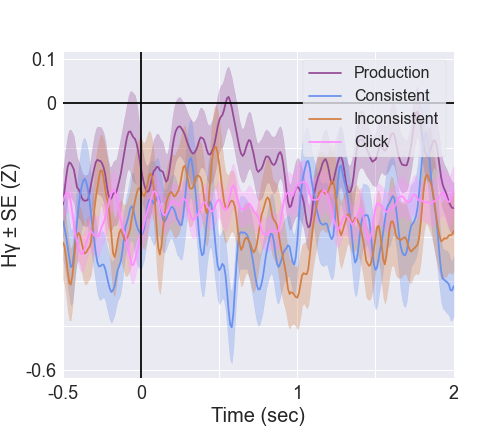 0.1
Production
Consistent
Inconsistent
Click
0
Hγ ± SE (Z)
-0.6
-0.5 0 1 2
Time (sec)